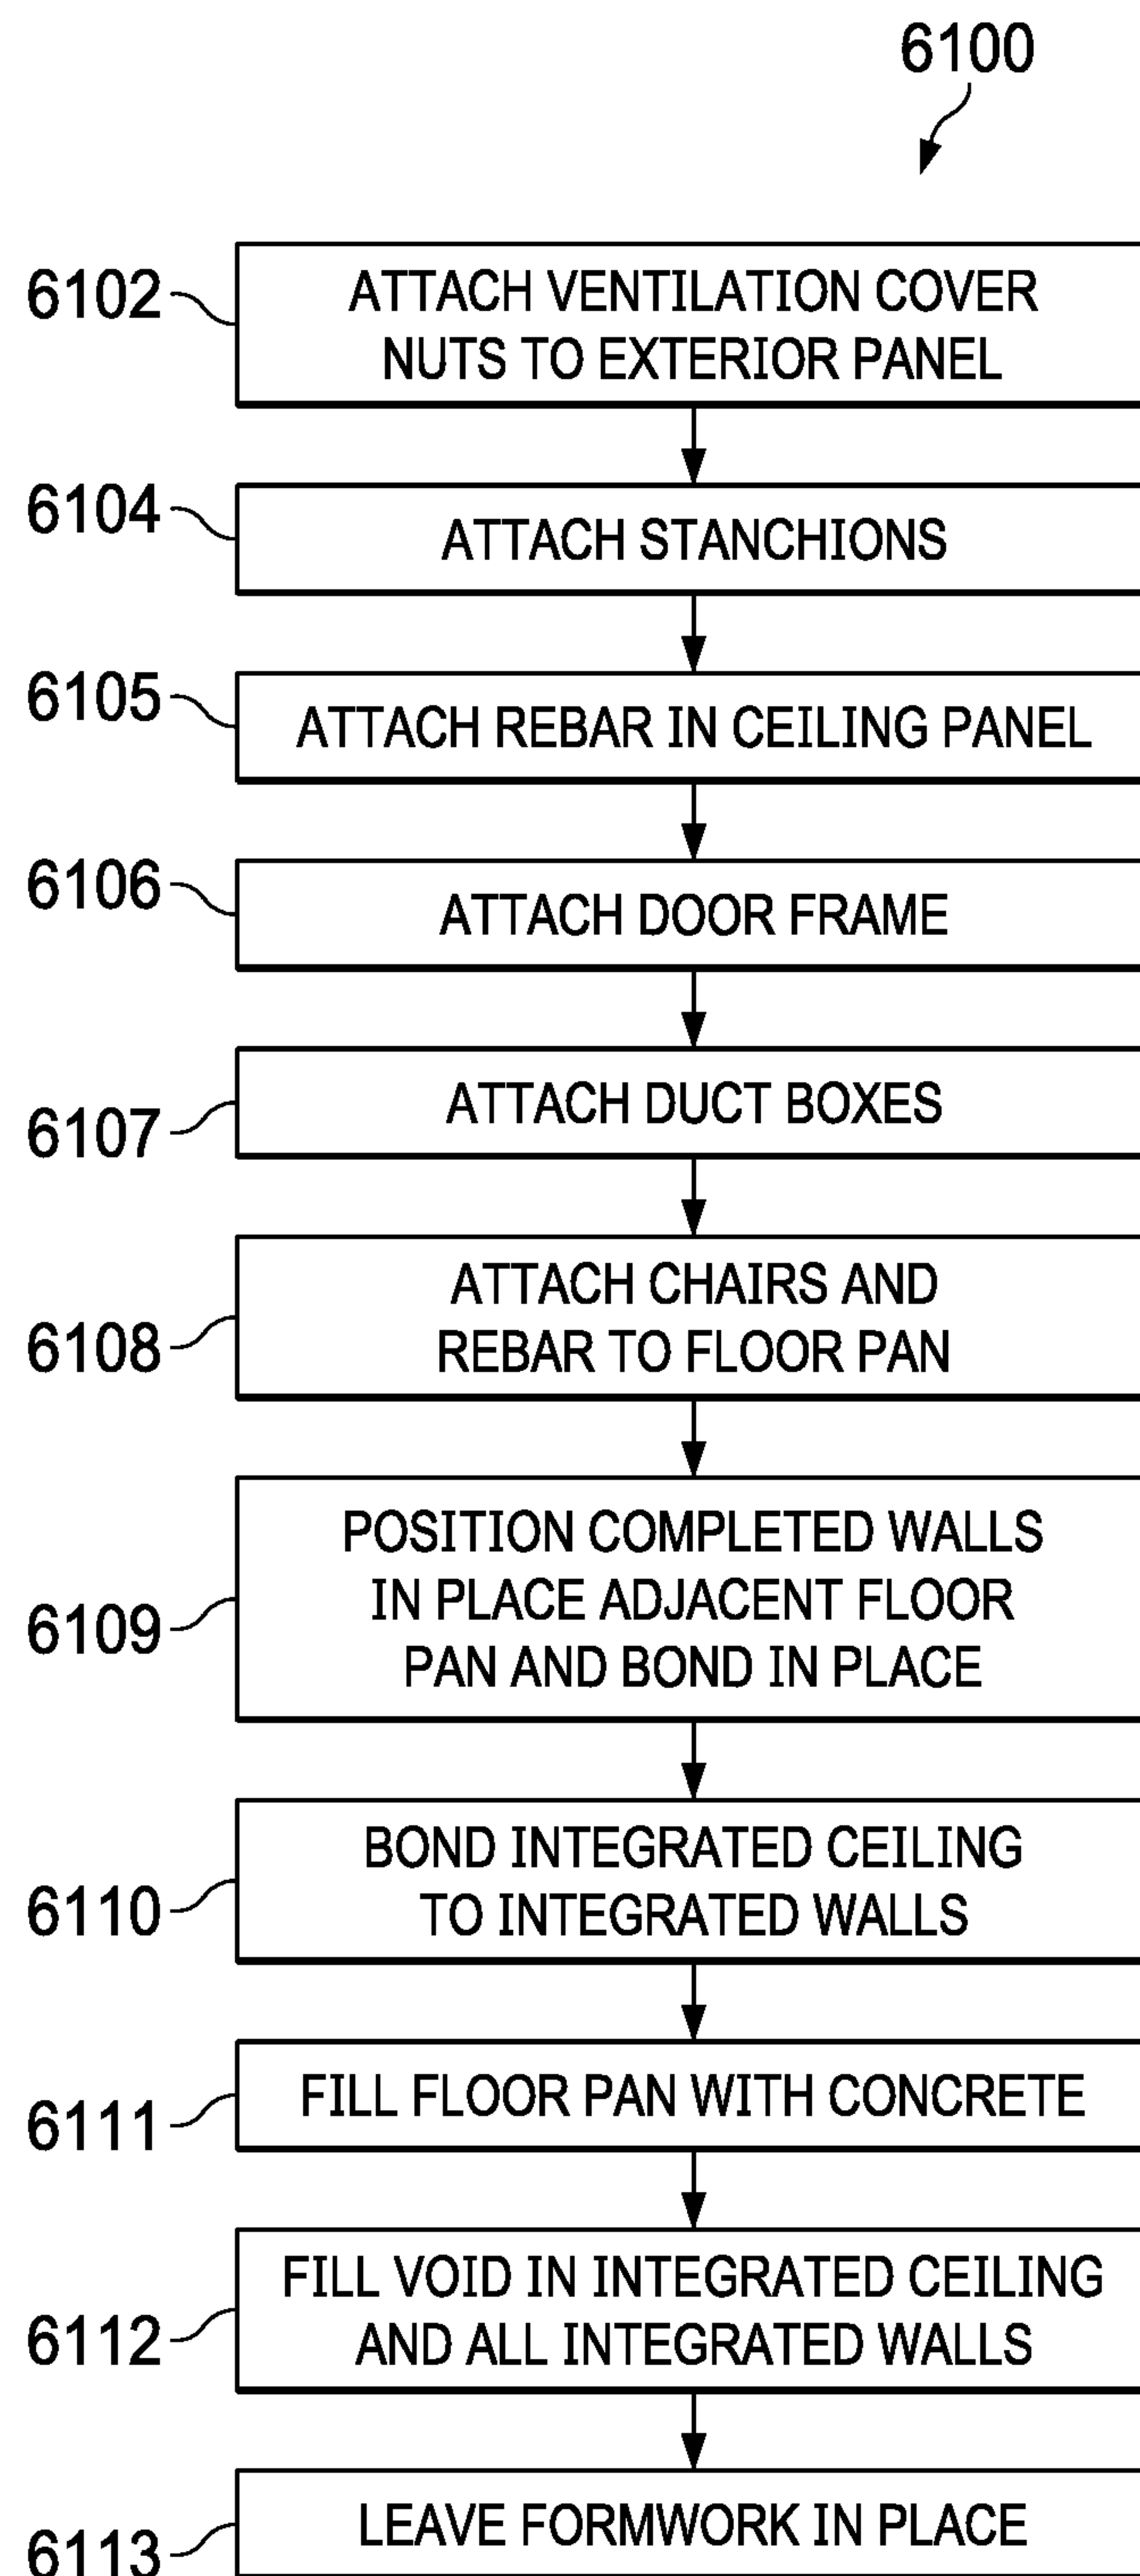 6100
6102
ATTACH VENTILATION COVER
NUTS TO EXTERIOR PANEL
6104
ATTACH STANCHIONS
6105
ATTACH REBAR IN CEILING PANEL
6106
ATTACH DOOR FRAME
6107
ATTACH DUCT BOXES
6108
ATTACH CHAIRS AND
REBAR TO FLOOR PAN
6109
POSITION COMPLETED WALLS
IN PLACE ADJACENT FLOOR
PAN AND BOND IN PLACE
6110
BOND INTEGRATED CEILING
TO INTEGRATED WALLS
6111
FILL FLOOR PAN WITH CONCRETE
6112
FILL VOID IN INTEGRATED CEILING
AND ALL INTEGRATED WALLS
6113
LEAVE FORMWORK IN PLACE